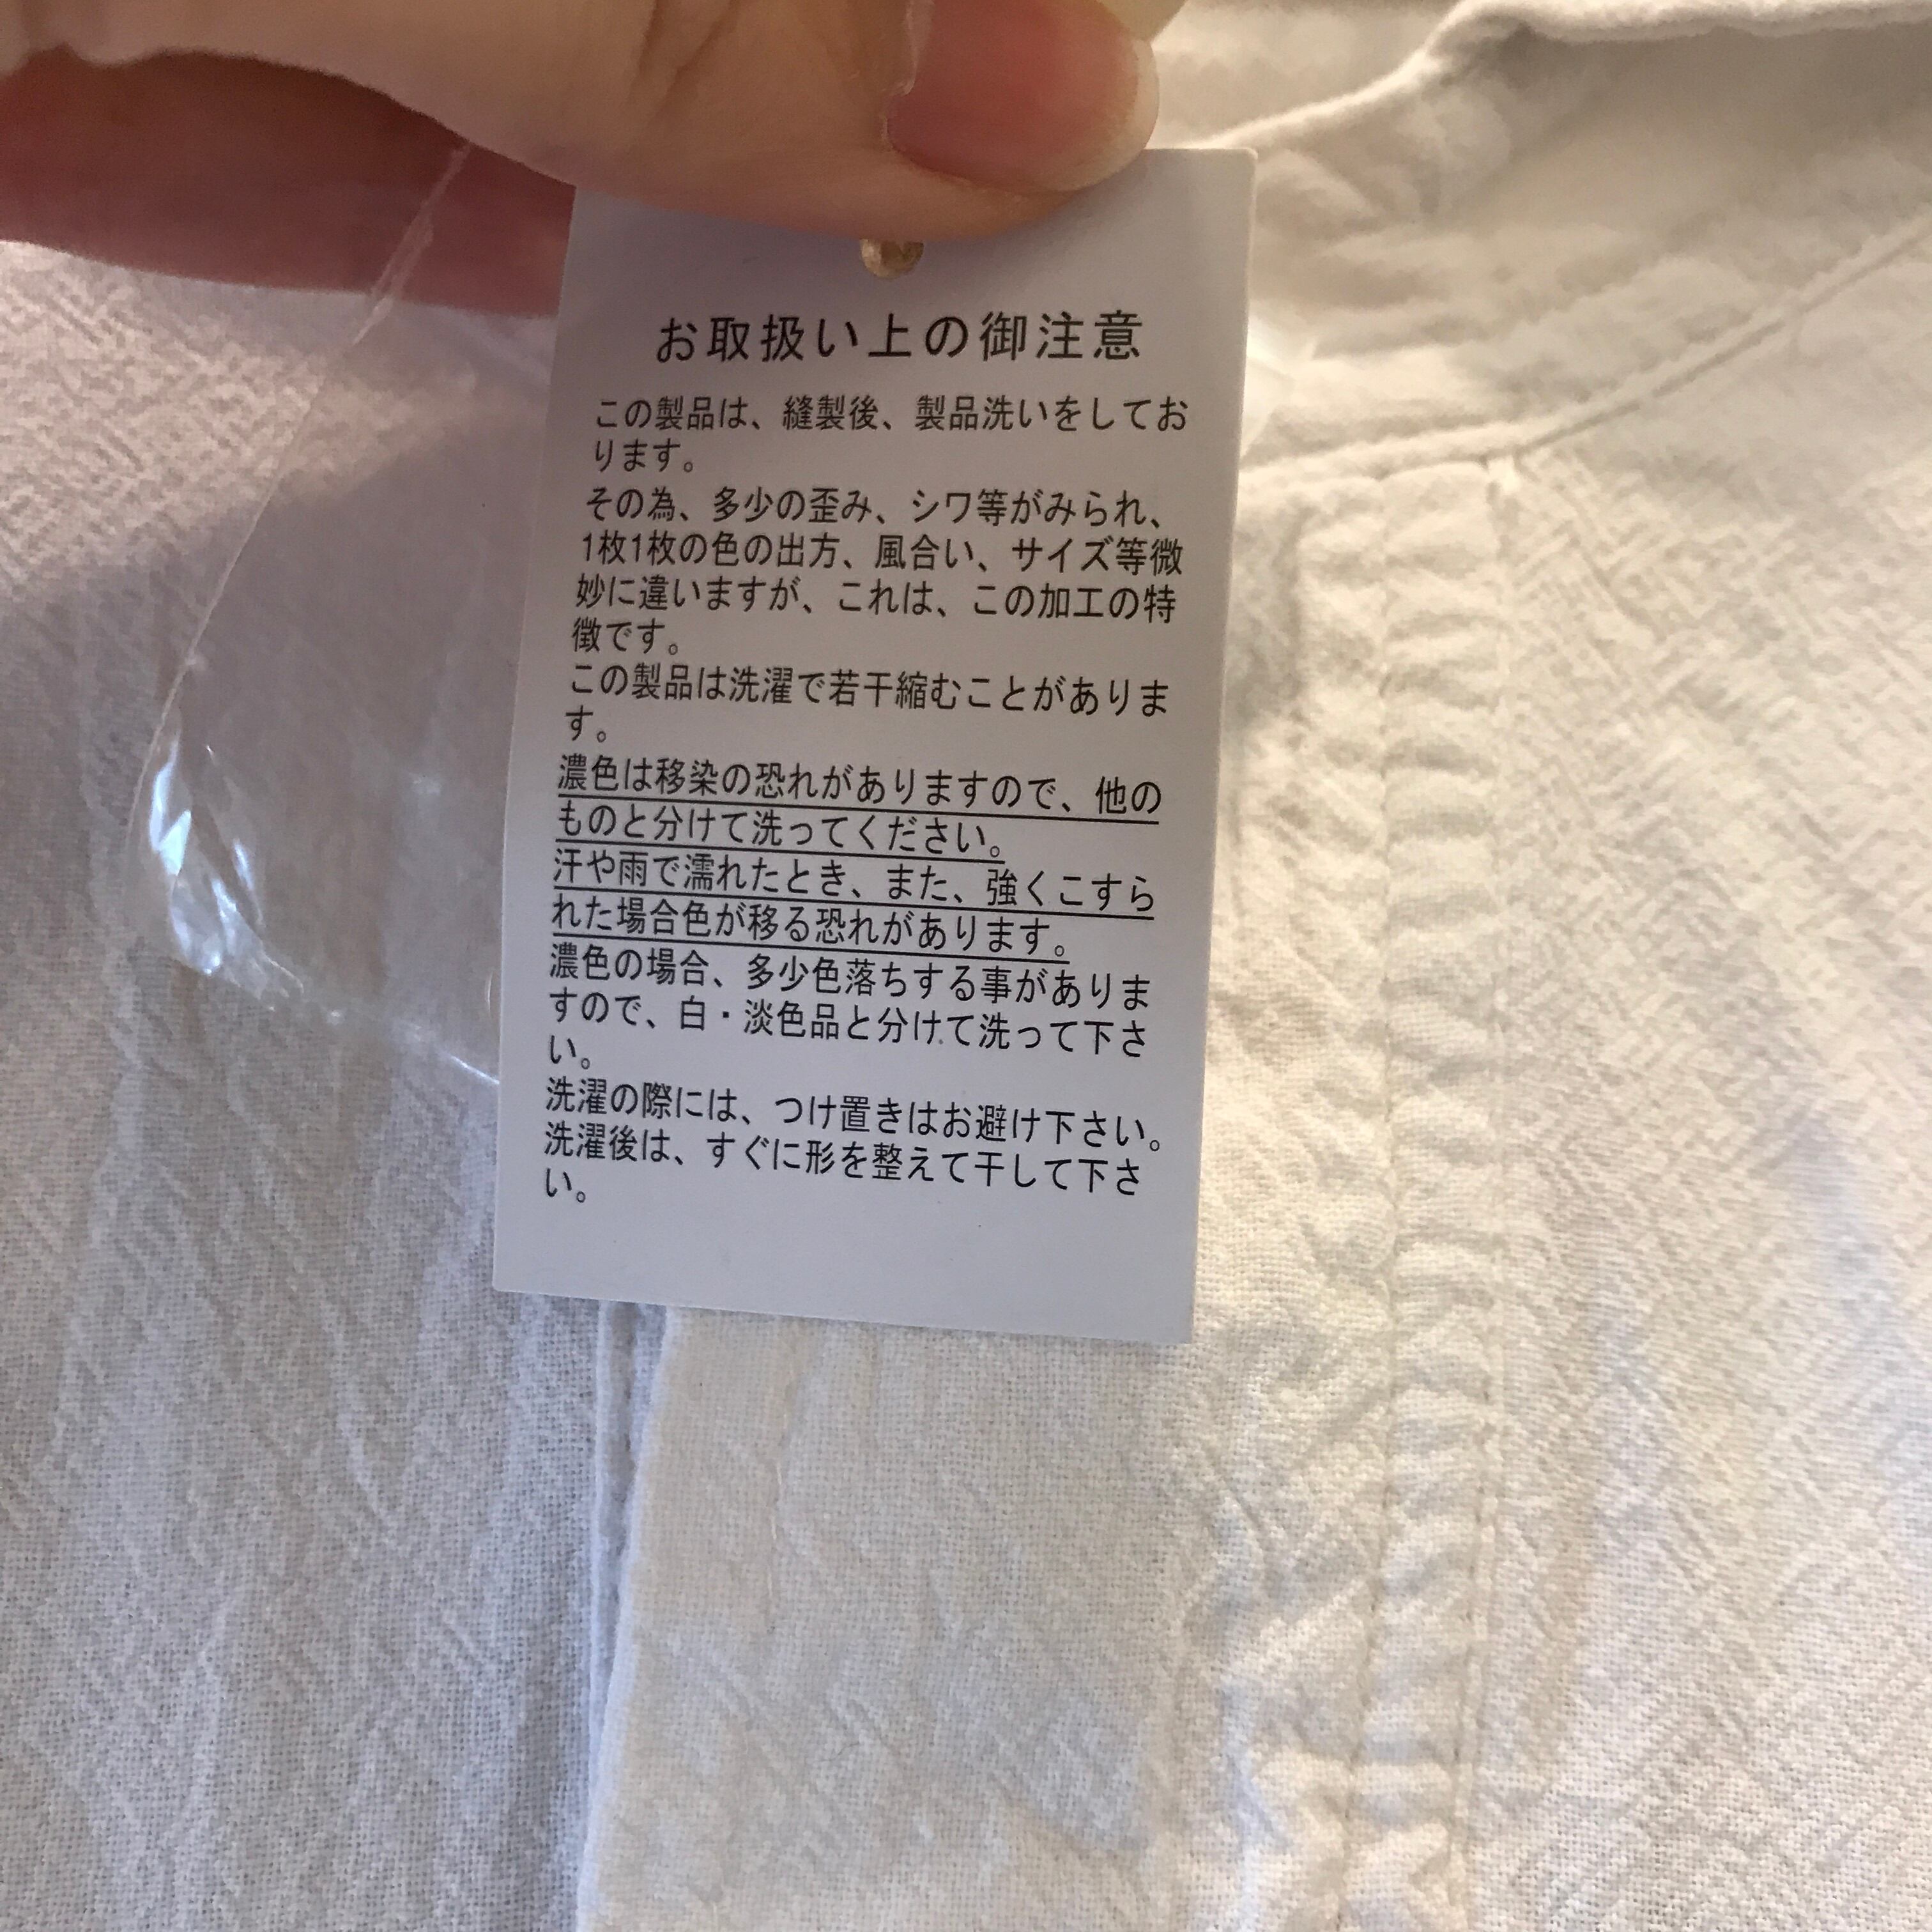 お取扱い上の御注意
この製品は、縫製後、製品洗いをしてお
ります。
その為、多少の歪み、シワ等がみられ、
1枚1枚の色の出方、風合い、サイズ等微
妙に違いますが、これは、この加工の特
徴です。
この製品は洗濯で若干縮むことがありま
す。
濃色は移染の恐れがありますので、他の
ものと分けて洗ってください。
汗や雨で濡れたとき、また、強くこすら
れた場合色が移る恐れがあります。
濃色の場合、多少色落ちする事がありま
すので、白・淡色品と分けて洗って下さ
い。
洗濯の際には、つけ置きはお避け下さい。
洗濯後は、すぐに形を整えて干して下さ
い。